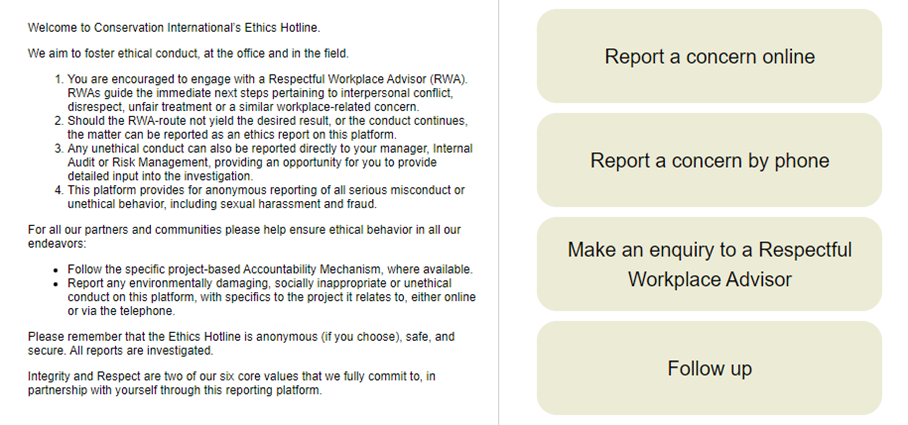 Welcome to Conservation International's Ethics Hotline.
We aim to foster ethical conduct, at the office and in the field.
1. You are encouraged to engage with a Respectful Workplace Advisor (RWA).
RWAs guide the immediate next steps pertaining to interpersonal conflict,
disrespect, unfair treatment or a similar workplace-related concern.
2. Should the RWA-route not yield the desired result, or the conduct continues,
the matter can be reported as an ethics report on this platform.
3. Any unethical conduct can also be reported directly to your manager, Internal
Audit or Risk Management, providing an opportunity for you to provide
detailed input into the investigation.
4. This platform provides for anonymous reporting of all serious misconduct or
unethical behavior, including sexual harassment and fraud.
For all our partners and communities please help ensure ethical behavior in all our
endeavors:
• Follow the specific project-based Accountability Mechanism, where available.
• Report any environmentally damaging, socially inappropriate or unethical
conduct on this platform, with specifics to the project it relates to, either online
or via the telephone.
Please remember that the Ethics Hotline is anonymous (if you choose), safe, and
secure. All reports are investigated.
Integrity and Respect are two of our six core values that we fully commit to, in
partnership with yourself through this reporting platform.
Report a concern online
Report a concern by phone
Make an enquiry to a Respectful
Workplace Advisor
Follow up